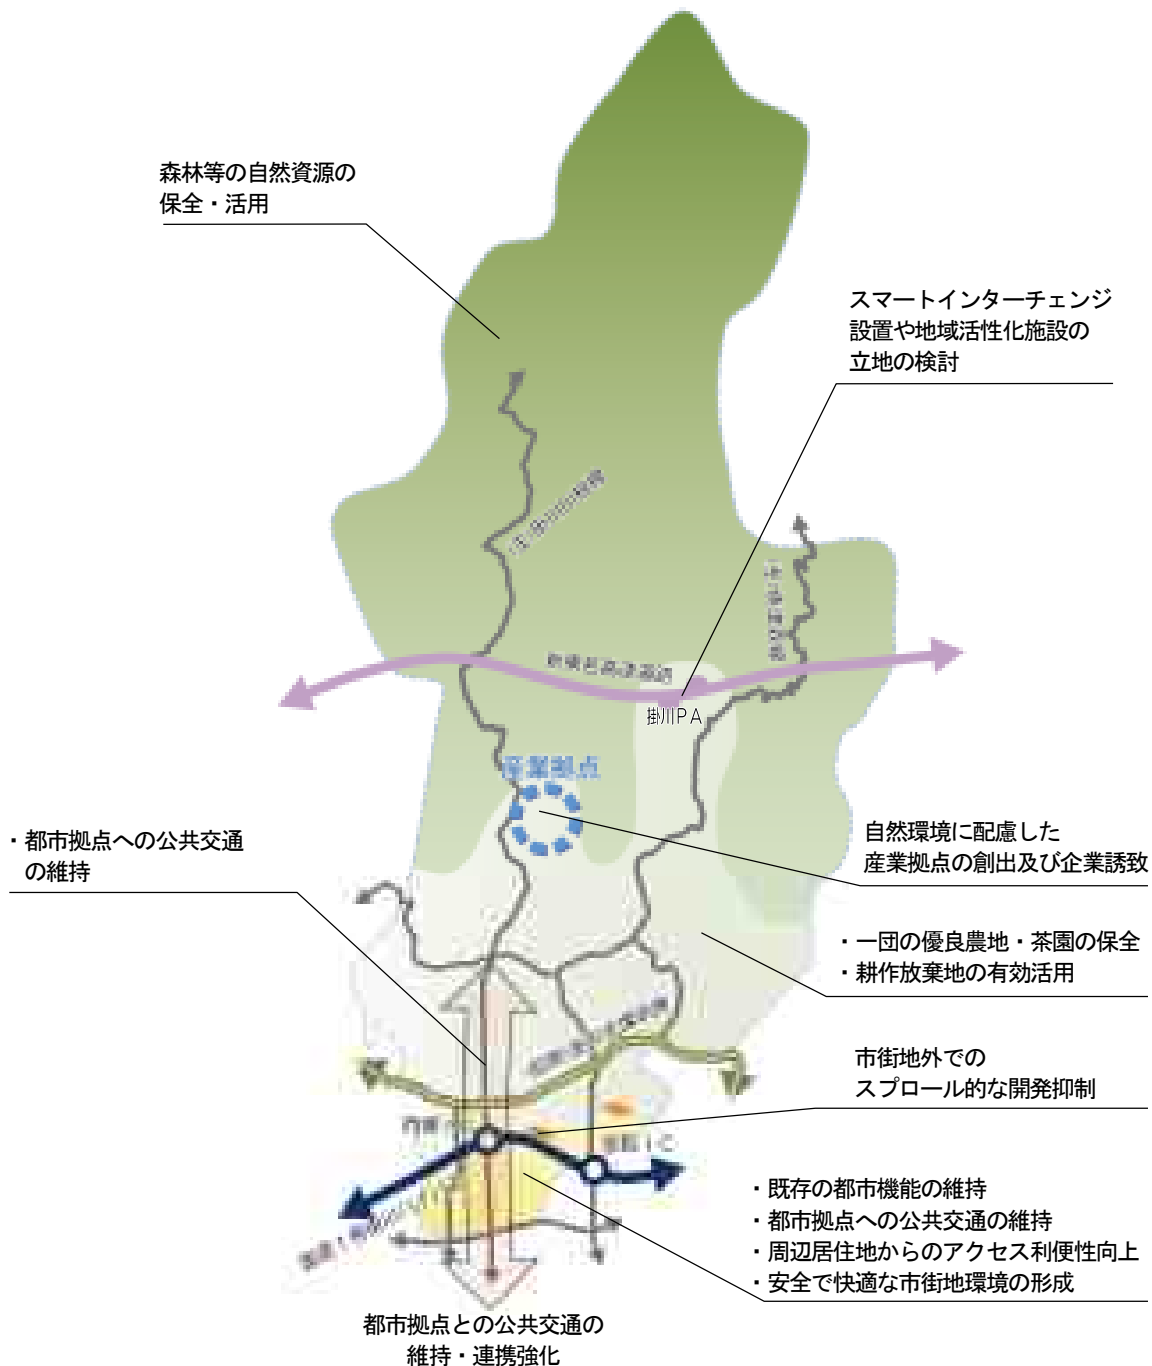 森林等の自然資源の
保全・活用
スマートインターチェンジ
設置や地域活性化施設の
立地の検討
新東名高速道路
掛川PA
産業拠点
・都市拠点への公共交通
の維持
自然環境に配慮した
産業拠点の創出及び企業誘致
・一団の優良農地・茶園の保全
・耕作放棄地の有効活用
市街地外での
スプロール的な開発抑制
・既存の都市機能の維持
・都市拠点への公共交通の維持
・周辺居住地からのアクセス利便性向上
・安全で快適な市街地環境の形成
都市拠点との公共交通の
維持・連携強化